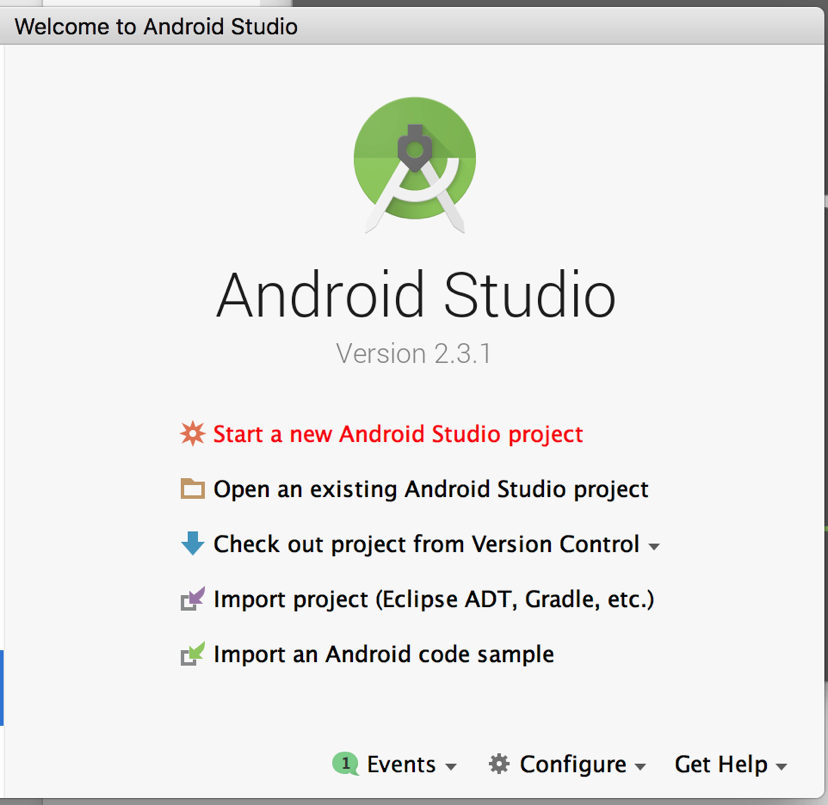 Welcome to Android Studio
Android Studio
Version 2.3.1
Start a new Android Studio project
Open an existing Android Studio project
Check out project from Version Control
Import project (Eclipse ADT, Gradle, etc.)
Import an Android code sample
1 Events Configure Get Help